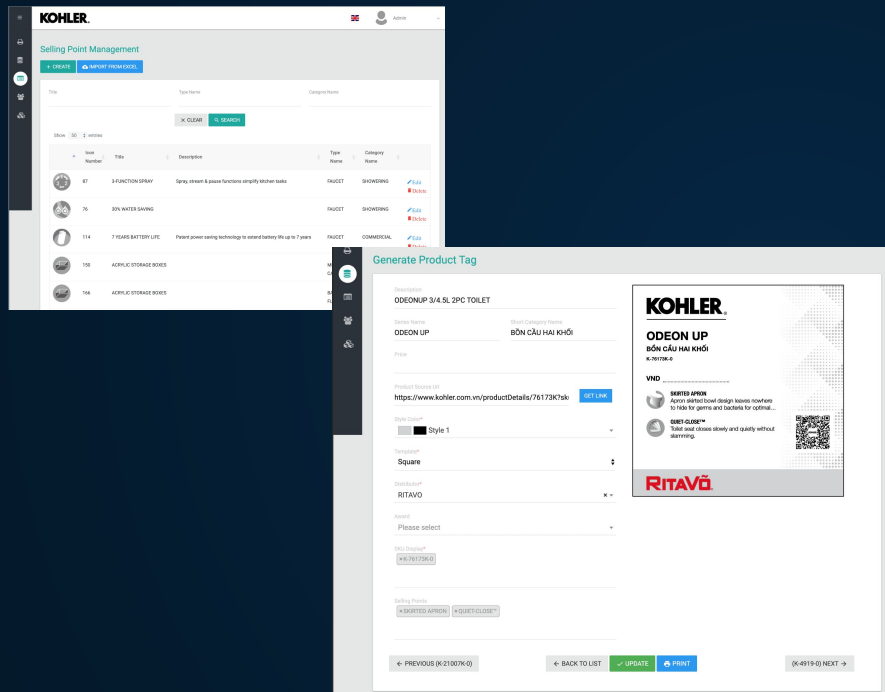 KOHLER.
Admin
Selling Point Management
+ CREATE
IMPORT FROM EXCEL
Title
Type Name
Category Name
× CLEAR
SEARCH
Show 50 entries
Icon Number
Title
Description
Type Name
Category Name
87
3-FUNCTION SPRAY
Spray, stream & pause functions simplify kitchen tasks
FAUCET
SHOWERING
Edit
Delete
76
30% WATER SAVING
FAUCET
SHOWERING
Edit
Delete
114
7 YEARS BATTERY LIFE
Patent power saving technology to extend battery life up to 7 years
FAUCET
COMMERCIAL
Edit
Delete
150
ACRYLIC STORAGE BOXES
166
ACRYLIC STORAGE BOXES
Generate Product Tag
Description
ODEONUP 3/4.5L 2PC TOILET
Series Name
Short Category Name
ODEON UP
BỒN CẦU HAI KHỐI
Price
Product Source Url
https://www.kohler.com.vn/productDetails/76173K?sk
GET LINK
Style Color*
Style 1
Template*
Square
Distributor*
RITAVO
×
Award
Please select
SKU Display*
×K-76173K-0
Selling Points
×SKIRTED APRON
×QUIET-CLOSE™
← PREVIOUS (K-21007K-0)
← BACK TO LIST
✓ UPDATE
PRINT
(K-4919-0) NEXT →
KOHLER.
ODEON UP
BỒN CẦU HAI KHỐI
K-76173K-0
VND
SKIRTED APRON
Apron skirted bowl design leaves nowhere
to hide for germs and bacteria for optimal...
QUIET-CLOSE™
Toilet seat closes slowly and quietly without
slamming.
RITAVÕ